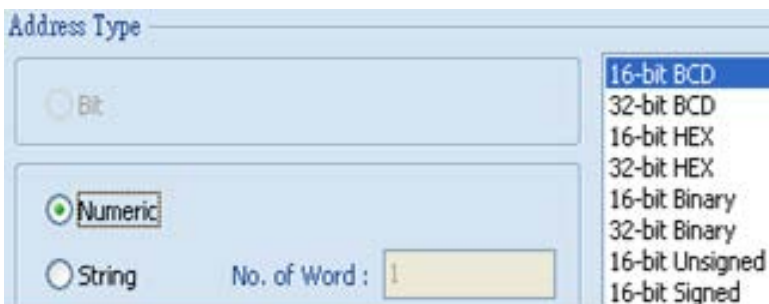 Address Type
Bit
Numeric
String No. of Word : 1
16-bit BCD
32-bit BCD
16-bit HEX
32-bit HEX
16-bit Binary
32-bit Binary
16-bit Unsigned
16-bit Signed